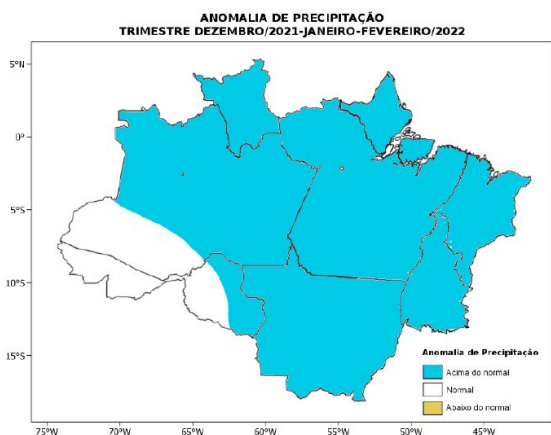 ANOMALIA DE PRECIPITAÇÃO
TRIMESTRE DEZEMBRO/2021-JANEIRO-FEVEREIRO/2022
5°N
0°
5°S
10°S
15°S
75°W
70°W
65°W
60°W
55°W
50°W
45°W
Anomalia de Precipitação
Acima do normal
Normal
Abaixo do normal